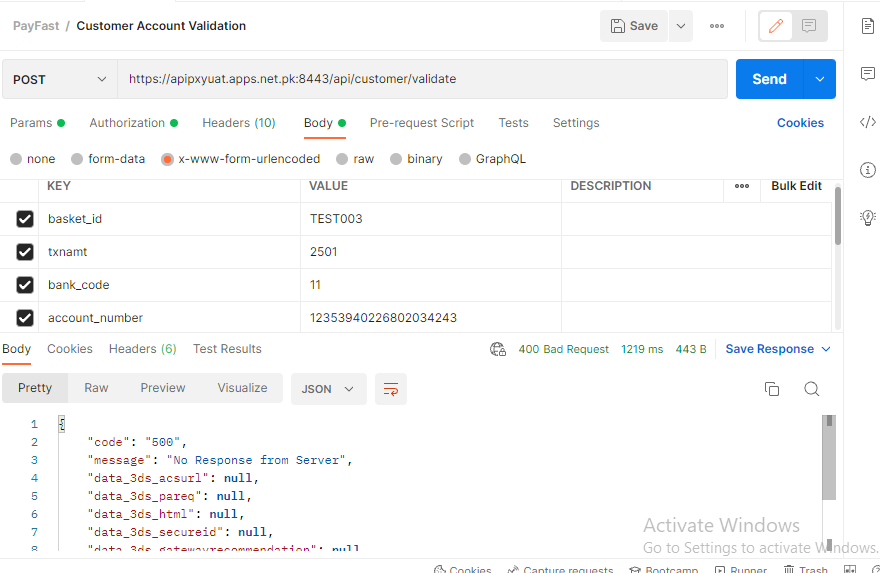 PayFast / Customer Account Validation
Save
POST
https://apipxyuat.apps.net.pk:8443/api/customer/validate
Send
Params Authorization Headers (10) Body Pre-request Script Tests Settings Cookies
none form-data x-www-form-urlencoded raw binary GraphQL
KEY VALUE DESCRIPTION Bulk Edit
basket_id TEST003
txnamt 2501
bank_code 11
account_number 12353940226802034243
Body Cookies Headers (6) Test Results 400 Bad Request 1219 ms 443 B Save Response
Pretty Raw Preview Visualize JSON
1 {
2 "code": "500",
3 "message": "No Response from Server",
4 "data_3ds_acsurl": null,
5 "data_3ds_pareq": null,
6 "data_3ds_html": null,
7 "data_3ds_secureid": null,
8 "data_3ds_gatewayrecommendation": null
Activate Windows
Go to Settings to activate Windows.
Cookies Capture requests Bootcamp Runner Trash